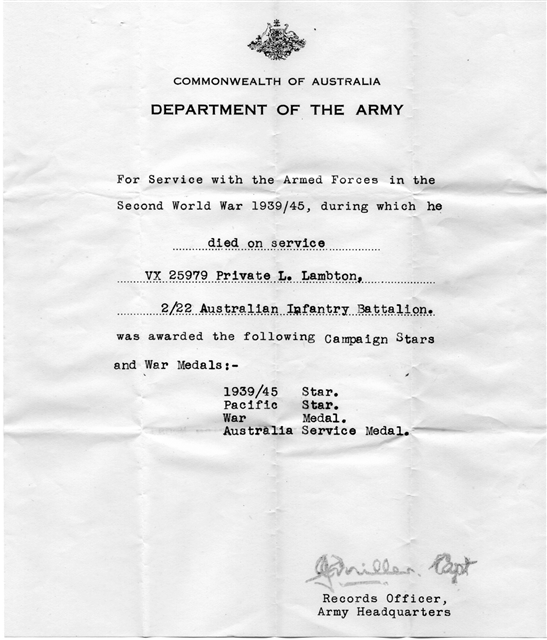 COMMONWEALTH OF AUSTRALIA
DEPARTMENT OF THE ARMY
For Service with the Armed Forces in the
Second World War 1939/45, during which he
died on service
VX 25979 Private L. Lambton,
2/22 Australian Infantry Battalion.
was awarded the following Campaign Stars
and War Medals:-
1939/45 Star.
Pacific Star.
War Medal.
Australia Service Medal.
Miller Capt
Records Officer,
Army Headquarters